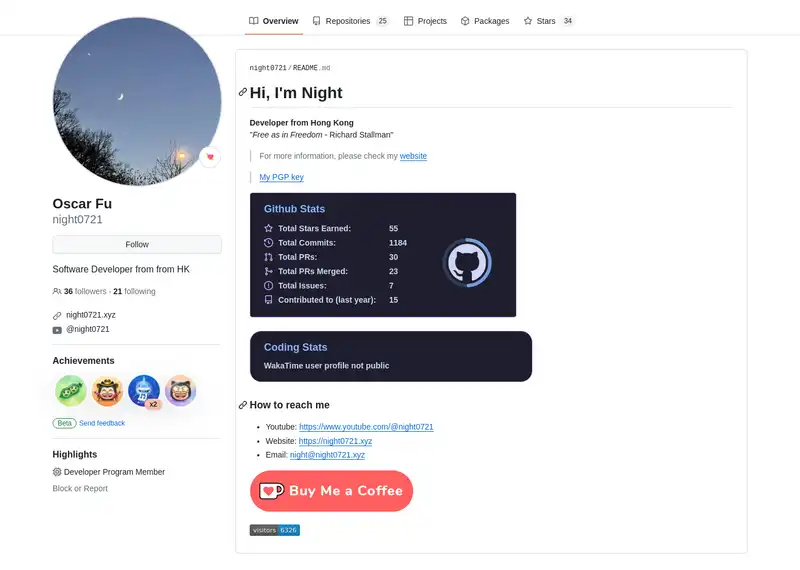 Overview
Repositories 25
Projects
Packages
Stars 34
Oscar Fu
night0721
Follow
Software Developer from from HK
36 followers · 21 following
night0721.xyz
@night0721
Achievements
x2
Beta Send feedback
Highlights
Developer Program Member
Block or Report
night0721/README.md
Hi, I'm Night
Developer from Hong Kong
"Free as in Freedom - Richard Stallman"
For more information, please check my website
My PGP key
Github Stats
Total Stars Earned: 55
Total Commits: 1184
Total PRs: 30
Total PRs Merged: 23
Total Issues: 7
Contributed to (last year): 15
Coding Stats
WakaTime user profile not public
How to reach me
• Youtube: https://www.youtube.com/@night0721
• Website: https://night0721.xyz
• Email: night@night0721.xyz
Buy Me a Coffee
visitors 6326